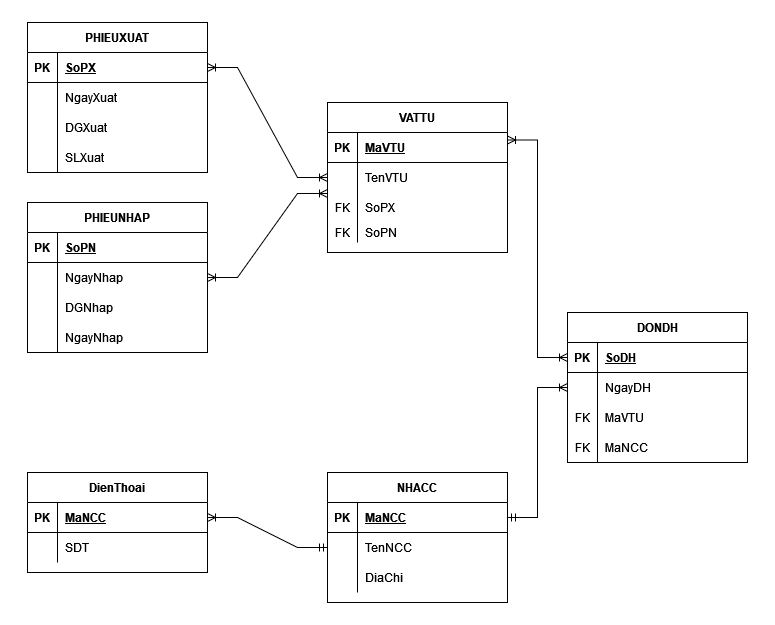 PHIEUXUAT
PK SoPX
NgayXuat
DGXuat
SLXuat
PHIEUNHAP
PK SoPN
NgayNhap
DGNhap
NgayNhap
VATTU
PK MaVTU
TenVTU
FK SoPX
FK SoPN
DONDH
PK SoDH
NgayDH
FK MaVTU
FK MaNCC
DienThoai
PK MaNCC
SDT
NHACC
PK MaNCC
TenNCC
DiaChi